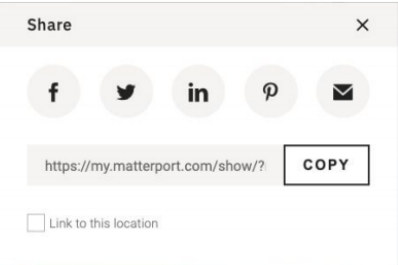 Share
https://my.matterport.com/show/?
COPY
Link to this location